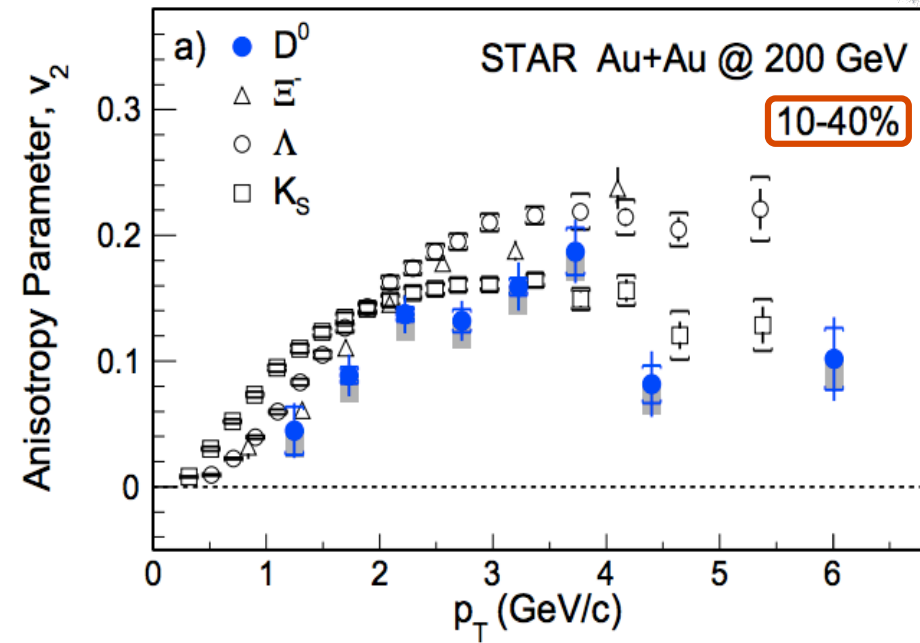 a) D⁰
Ξ⁻
Λ
K_S
STAR Au+Au @ 200 GeV
10-40%
Anisotropy Parameter, v₂
0.3
0.2
0.1
0
0 1 2 3 4 5 6
p_T (GeV/c)